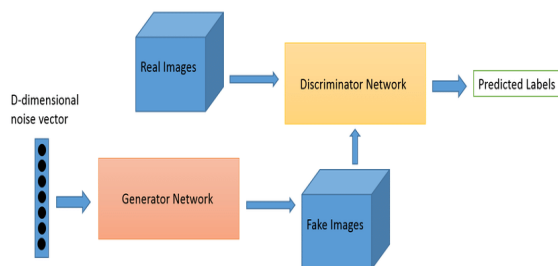 Real Images
Discriminator Network
Predicted Labels
D-dimensional
noise vector
Generator Network
Fake Images